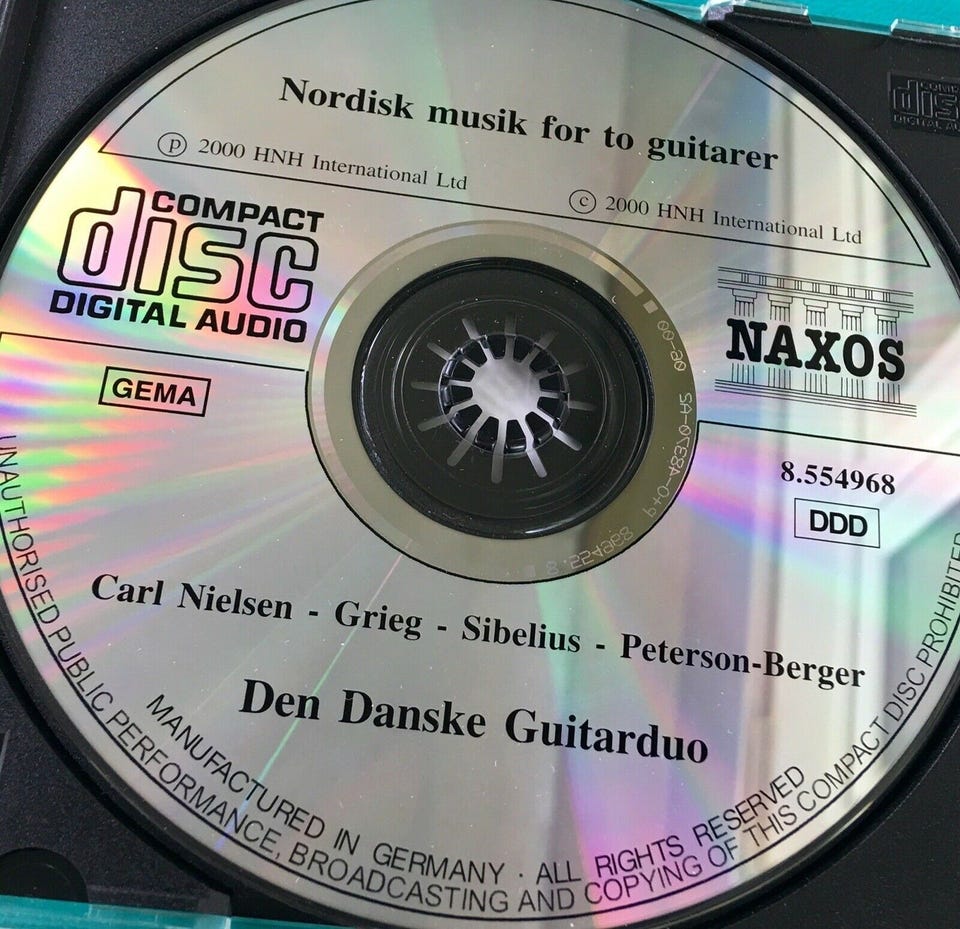 Nordisk musik for to guitarer
ⓟ 2000 HNH International Ltd
© 2000 HNH International Ltd
COMPACT
disc
DIGITAL AUDIO
NAXOS
GEMA
8.554968
DDD
Carl Nielsen - Grieg - Sibelius - Peterson-Berger
Den Danske Guitarduo
MANUFACTURED IN GERMANY · ALL RIGHTS RESERVED
UNAUTHORISED PUBLIC PERFORMANCE, BROADCASTING AND COPYING OF THIS COMPACT DISC PROHIBITED
8.554968